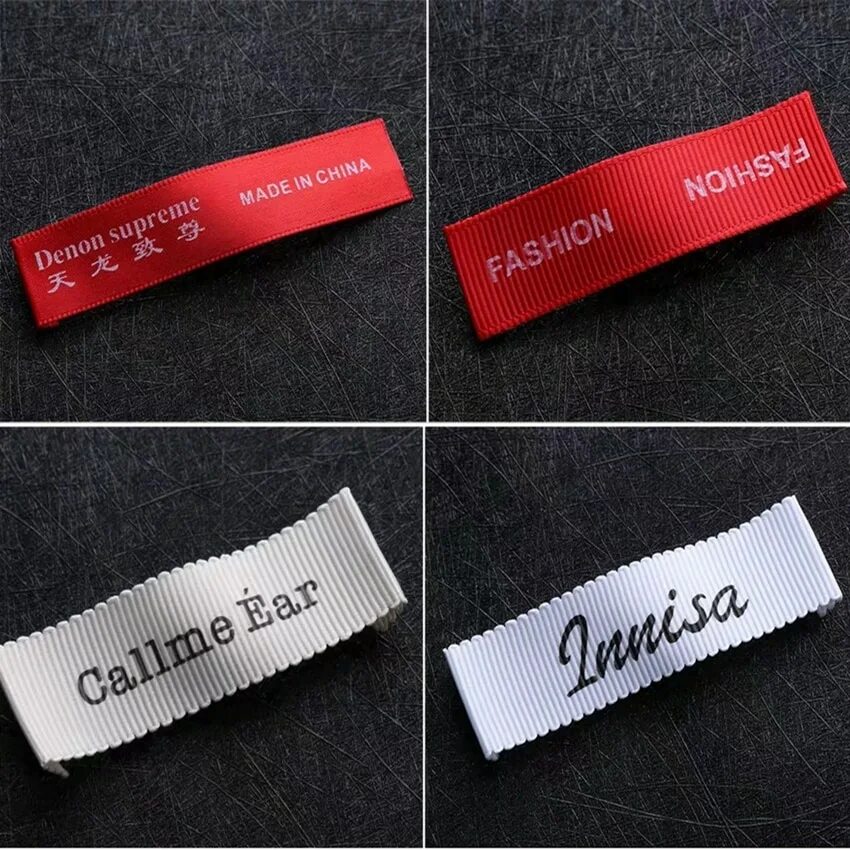 Denon supreme
天龙致尊
MADE IN CHINA
FASHION
FASHION
Callme Éar
Innisa